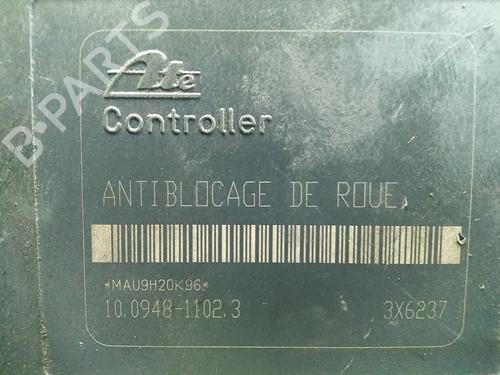 Ate
Controller
ANTIBLOCAGE DE ROUE
*MAU9H20K96*
10.0948-1102.3 3X6237
B-PARTS